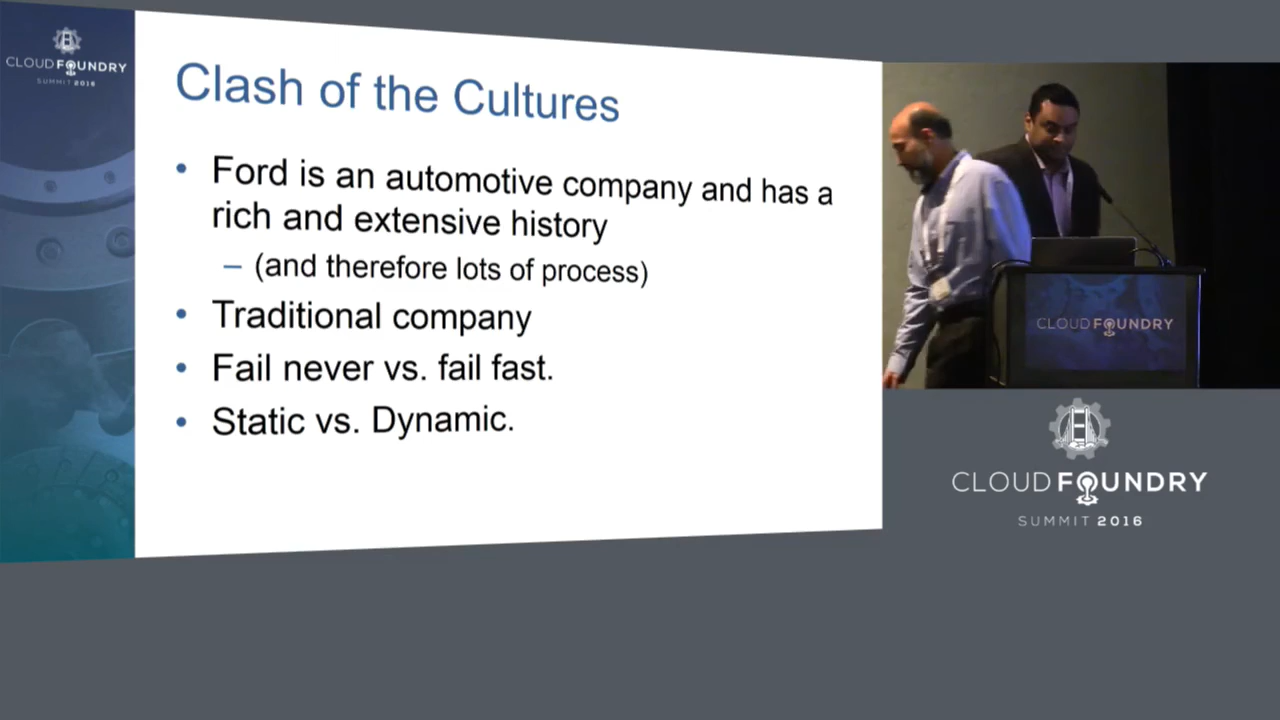 CLOUD FOUNDRY
SUMMIT 2016
Clash of the Cultures
• Ford is an automotive company and has a
rich and extensive history
– (and therefore lots of process)
• Traditional company
• Fail never vs. fail fast.
• Static vs. Dynamic.
CLOUD FOUNDRY
CLOUD FOUNDRY
SUMMIT 2016